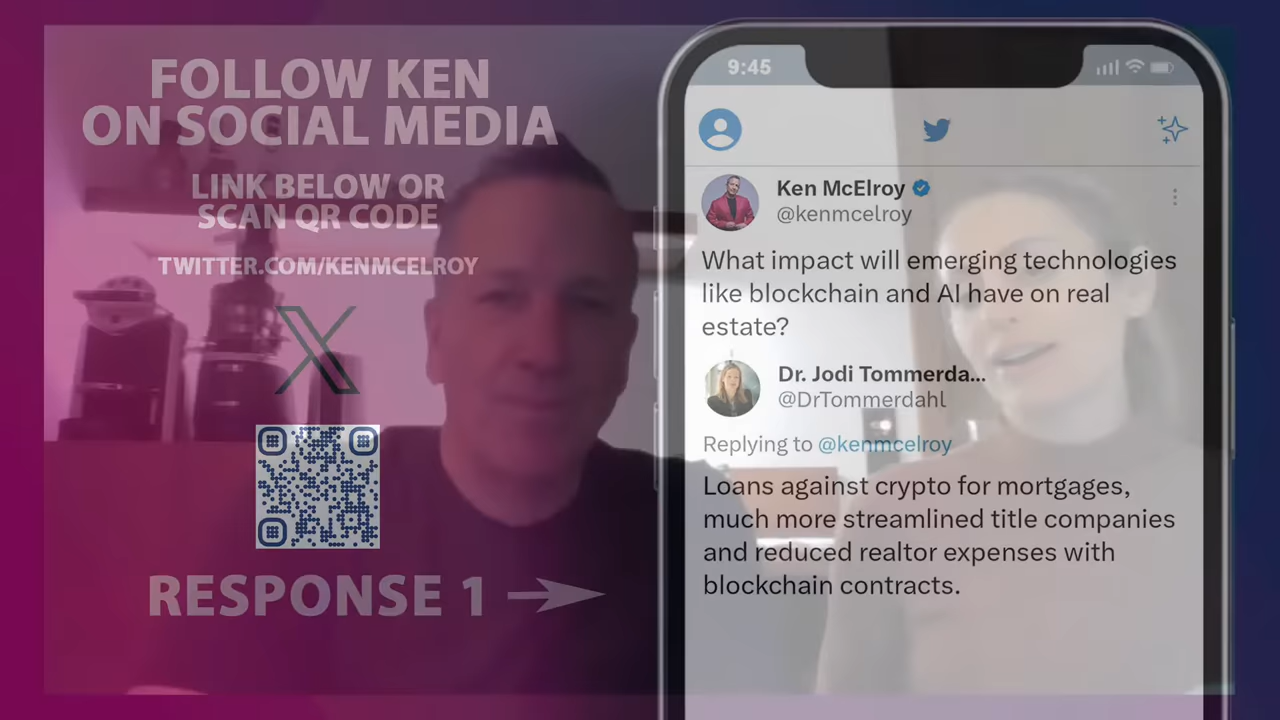 FOLLOW KEN
ON SOCIAL MEDIA
LINK BELOW OR
SCAN QR CODE
TWITTER.COM/KENMCELROY
RESPONSE 1
9:45
Ken McElroy
@kenmcelroy
What impact will emerging technologies
like blockchain and AI have on real
estate?
Dr. Jodi Tommerda...
@DrTommerdahl
Replying to @kenmcelroy
Loans against crypto for mortgages,
much more streamlined title companies
and reduced realtor expenses with
blockchain contracts.